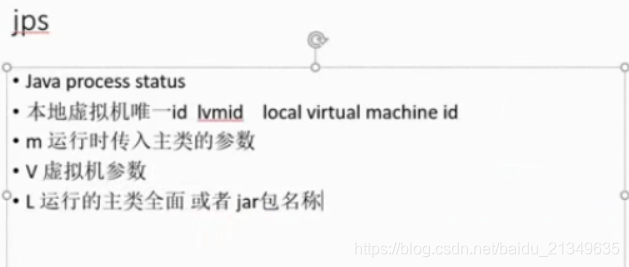 jps
• Java process status
• 本地虚拟机唯一id lvmid local virtual machine id
• m 运行时传入主类的参数
• V 虚拟机参数
• L 运行的主类全面 或者 jar包名称
https://blog.csdn.net/baidu_21349635